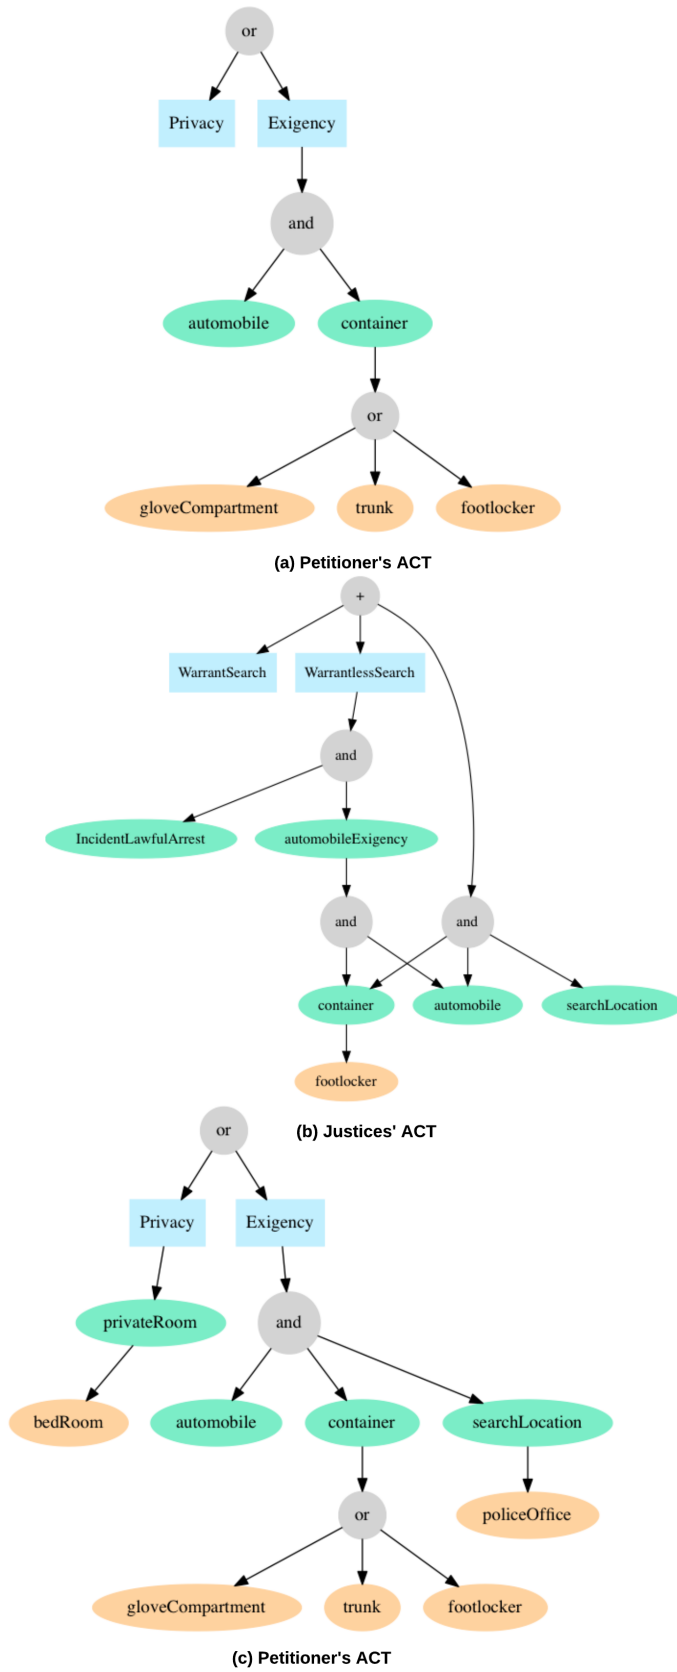 or
Privacy Exigency
and
automobile container
or
gloveCompartment trunk footlocker
(a) Petitioner's ACT
+
WarrantSearch WarrantlessSearch
and
IncidentLawfulArrest automobileExigency
and and
container automobile searchLocation
footlocker
(b) Justices' ACT
or
Privacy Exigency
privateRoom and
bedRoom automobile container searchLocation
or policeOffice
gloveCompartment trunk footlocker
(c) Petitioner's ACT